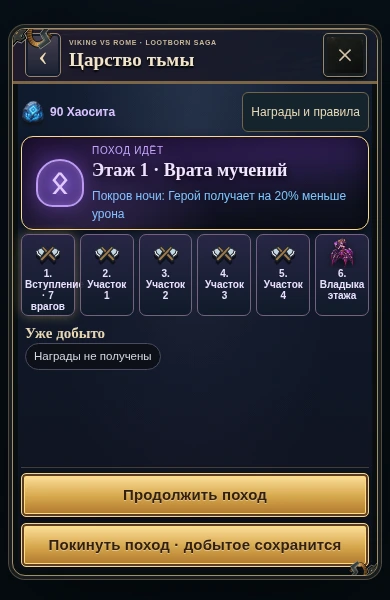 VIKING VS ROME · LOOTBORN SAGA
Царство тьмы
90 Хаосита
Награды и правила
ПОХОД ИДЁТ
Этаж 1 · Врата мучений
Покров ночи: Герой получает на 20% меньше
урона
1.
Вступление
· 7
врагов
2.
Участок
1
3.
Участок
2
4.
Участок
3
5.
Участок
4
6.
Владыка
этажа
Уже добыто
Награды не получены
Продолжить поход
Покинуть поход · добытое сохранится